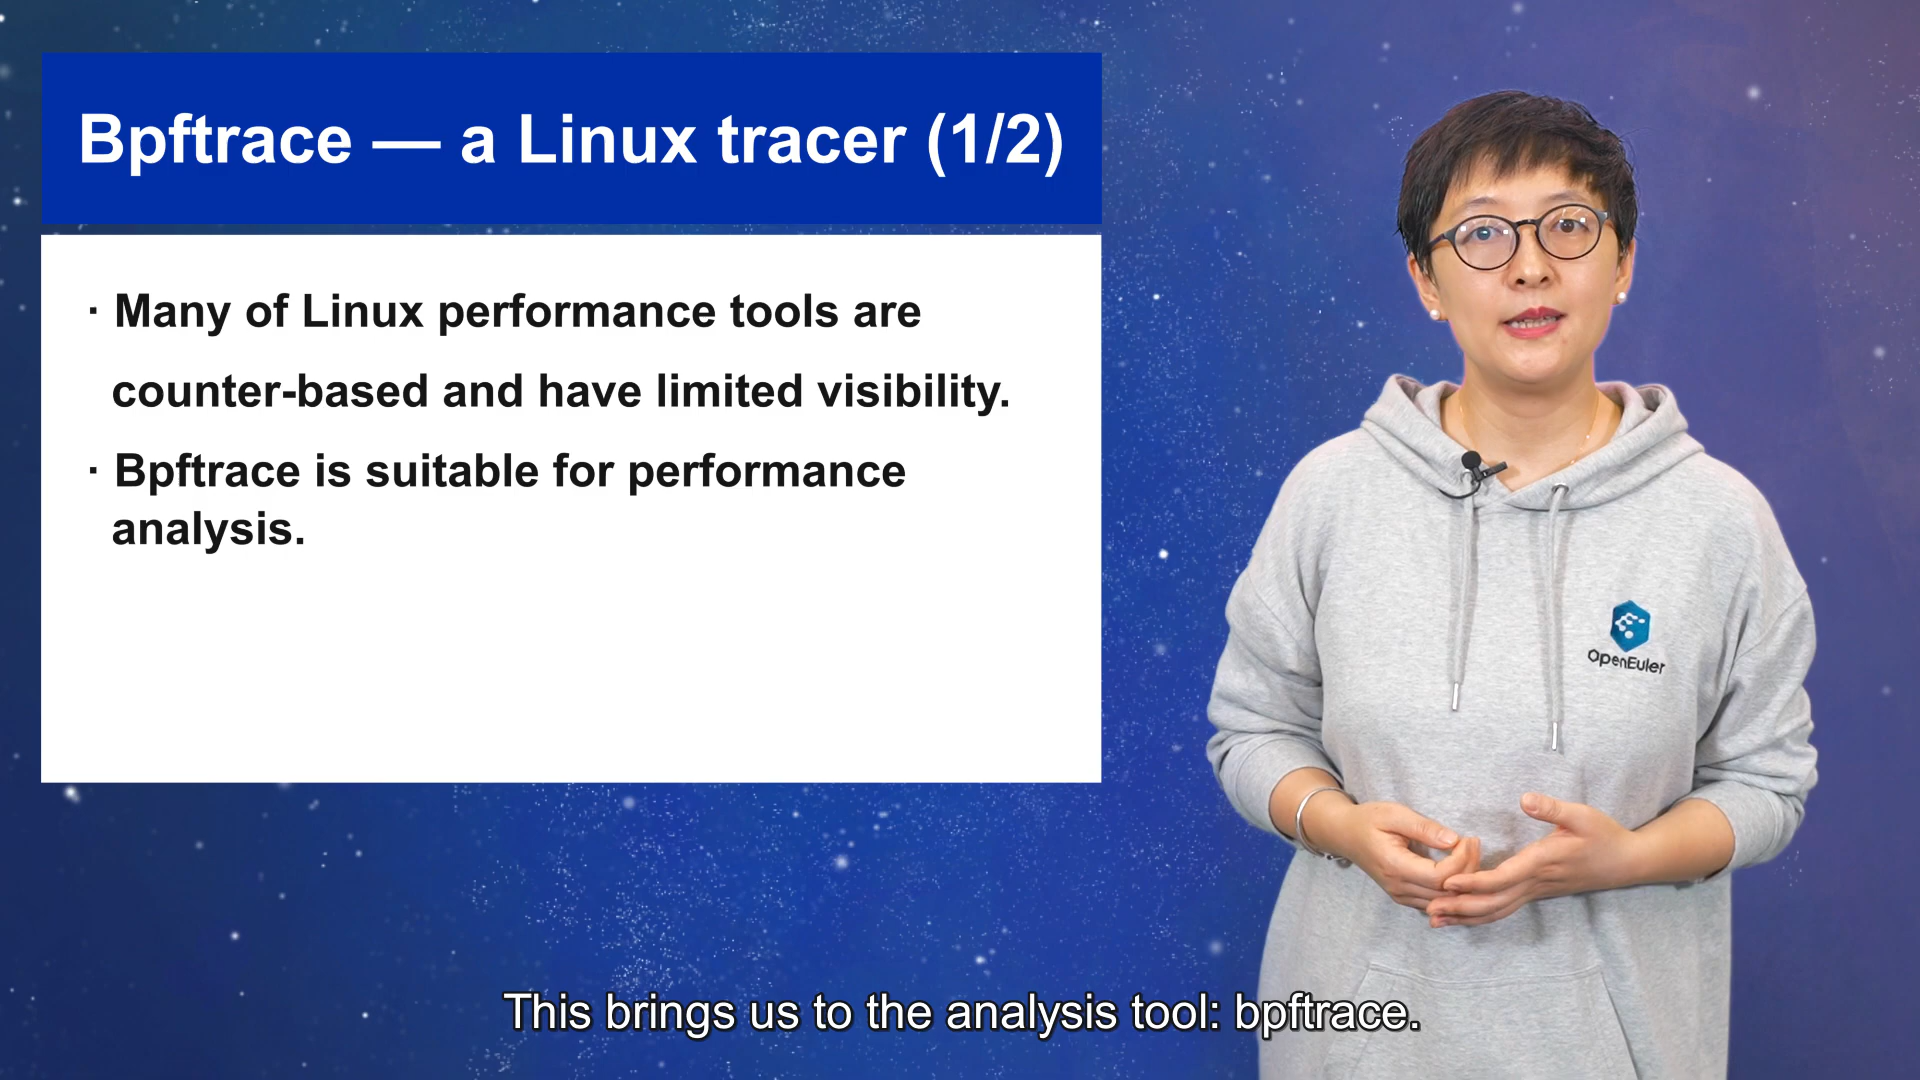 Bpftrace — a Linux tracer (1/2)
· Many of Linux performance tools are
counter-based and have limited visibility.
· Bpftrace is suitable for performance
analysis.
OpenEuler
This brings us to the analysis tool: bpftrace.